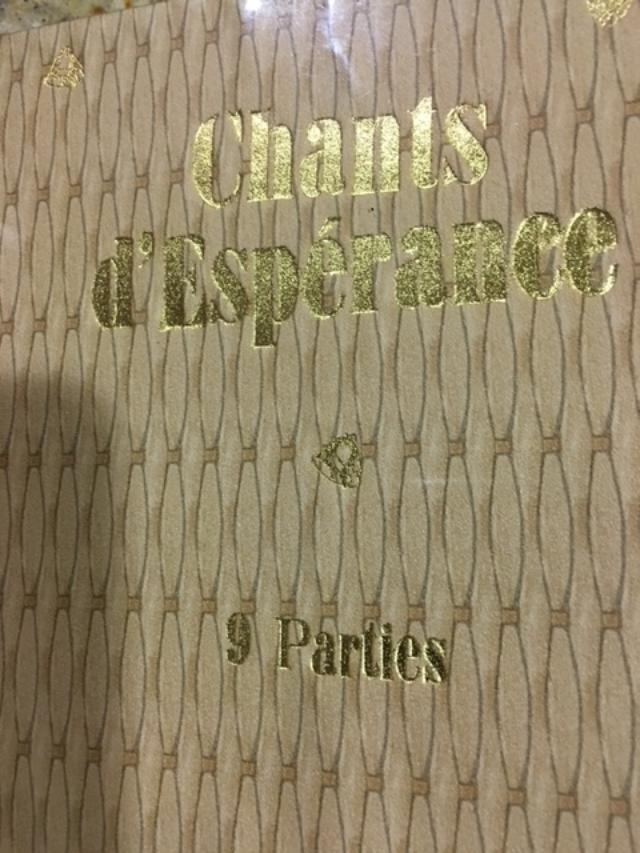 Chants
d'Espérance
9 Parties